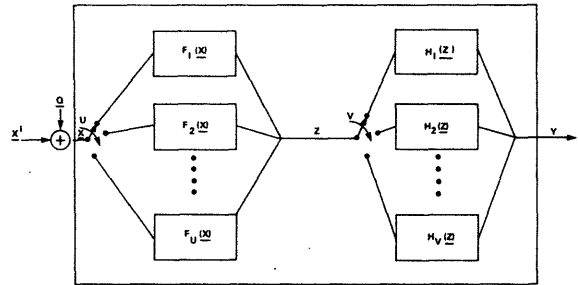 F1(X)
H1(Z)
Q
U
V
X'
X
F2(X)
Z
H2(Z)
Y
FU(X)
HV(Z)